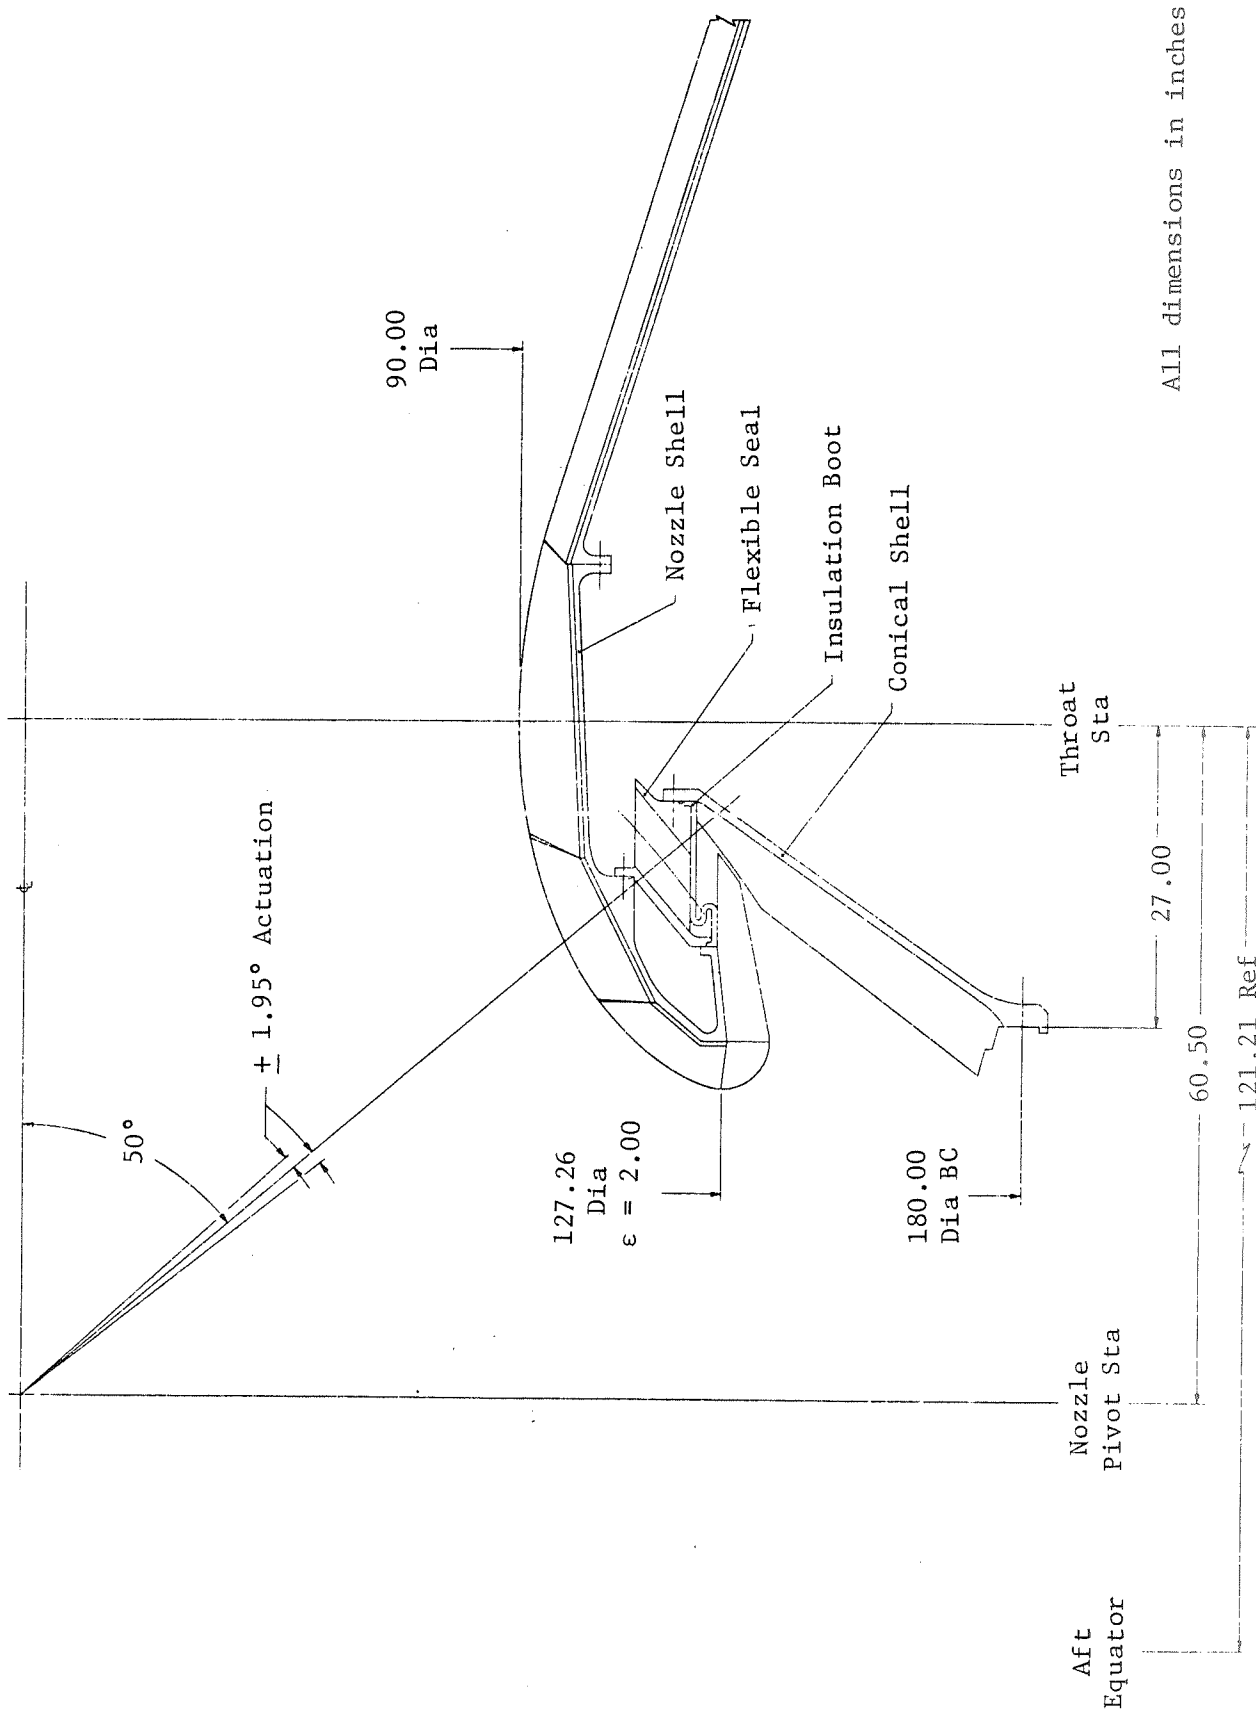 ℄
50°
± 1.95° Actuation
90.00
Dia
Nozzle Shell
Flexible Seal
Insulation Boot
Conical Shell
127.26
Dia
ε = 2.00
180.00
Dia BC
Aft
Equator
Nozzle
Pivot Sta
Throat
Sta
27.00
60.50
121.21 Ref
All dimensions in inches